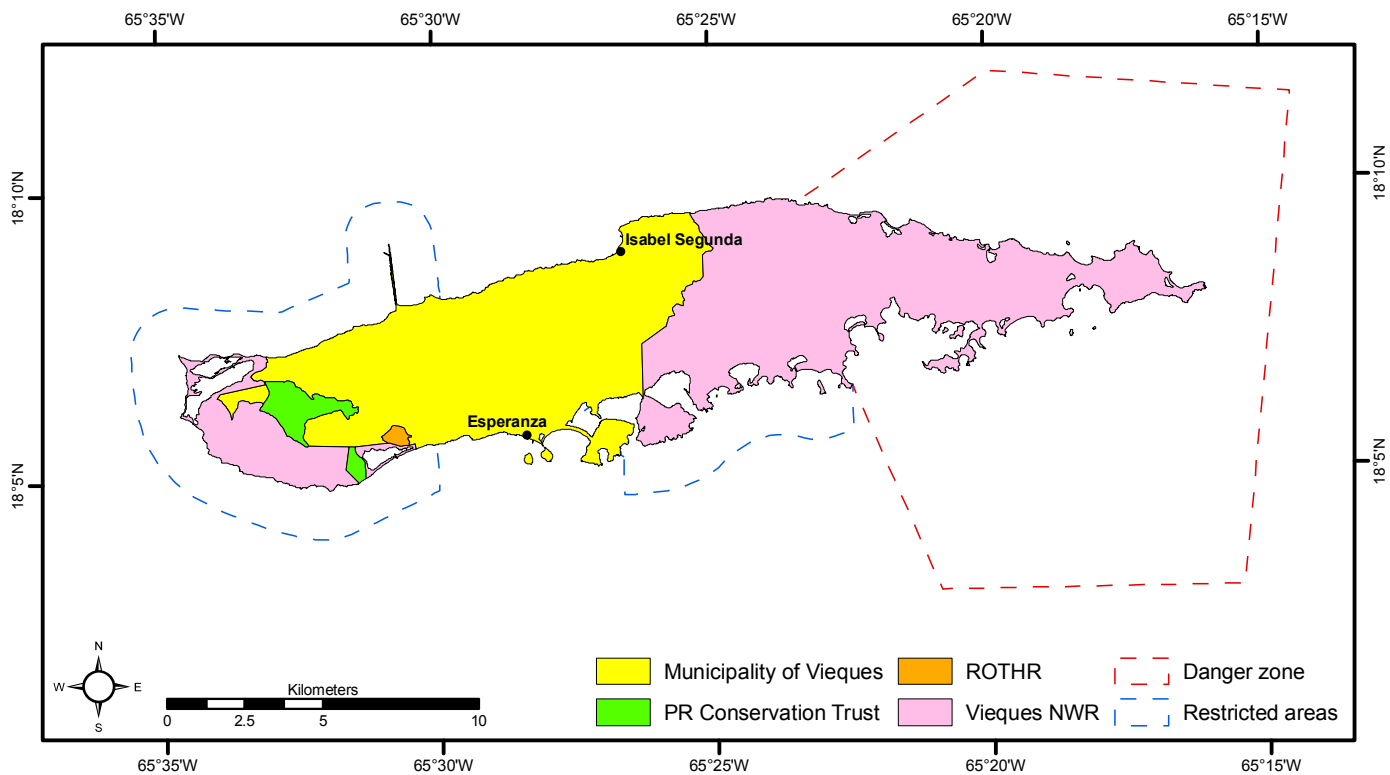 65°35'W 65°30'W 65°25'W 65°20'W 65°15'W
18°10'N 18°10'N
Isabel Segunda
Esperanza
18°5'N 18°5'N
N
W E
S
Kilometers
0 2.5 5 10
Municipality of Vieques ROTHR Danger zone
PR Conservation Trust Vieques NWR Restricted areas
65°35'W 65°30'W 65°25'W 65°20'W 65°15'W